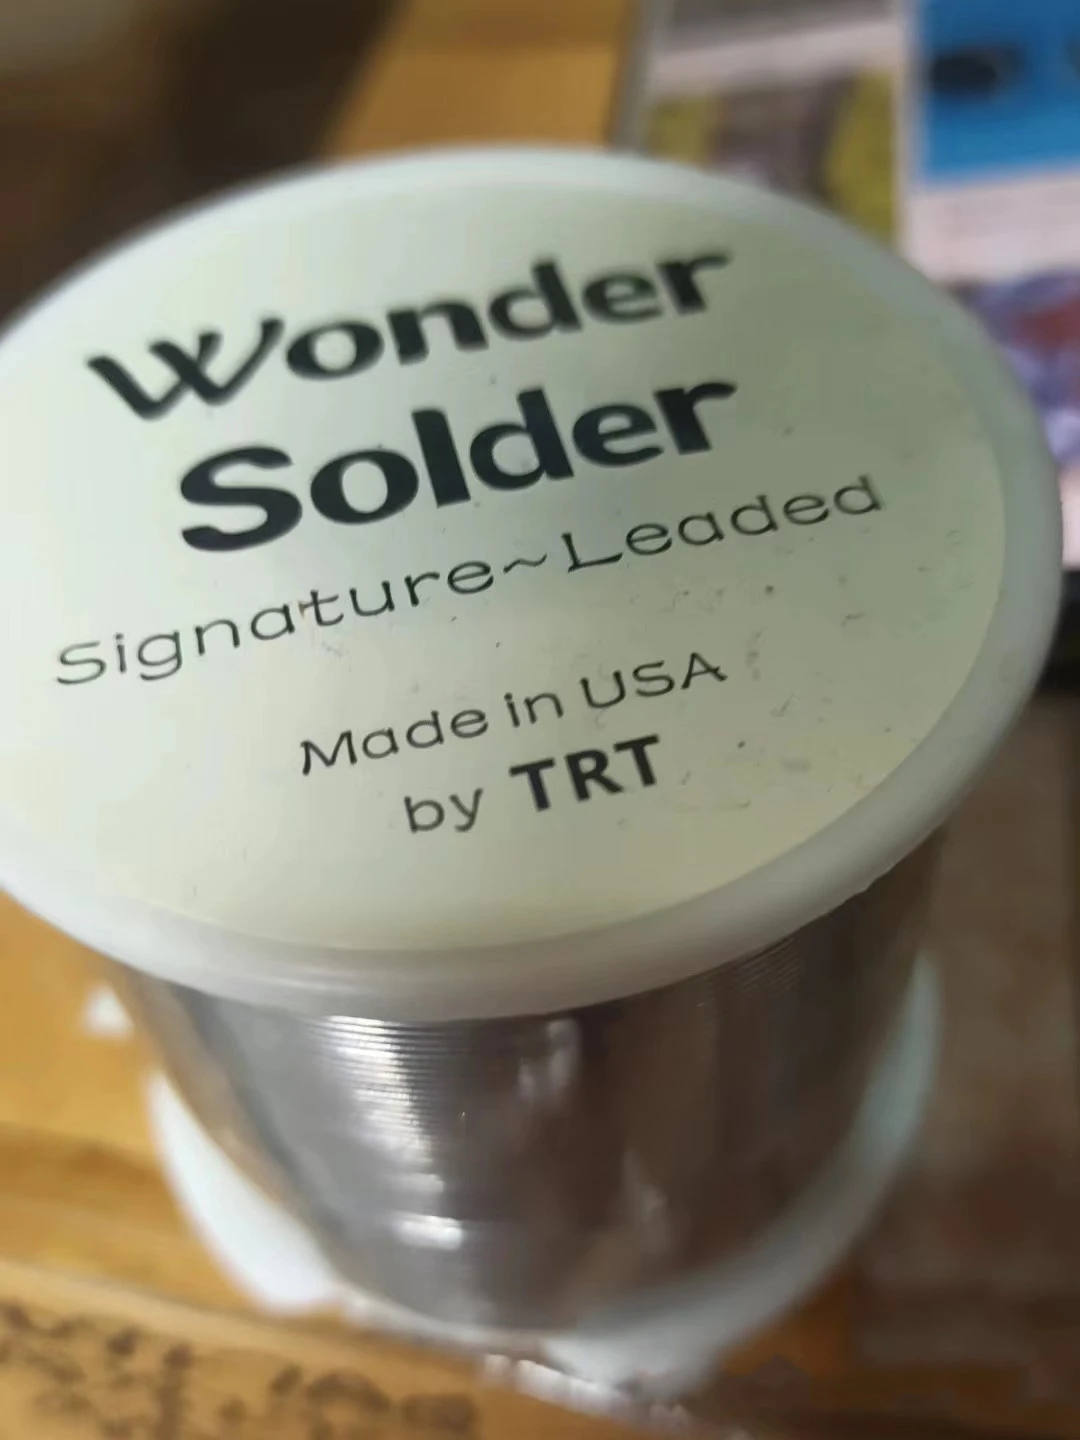 Wonder
Solder
Signature~Leaded
Made in USA
by TRT